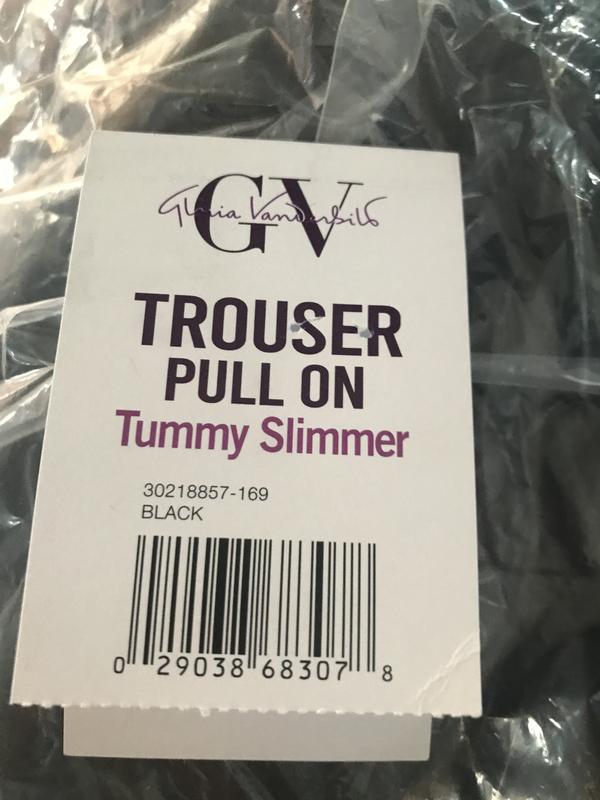 GV
Gloria Vanderbilt
TROUSER
PULL ON
Tummy Slimmer
30218857-169
BLACK
0 29038 68307 8